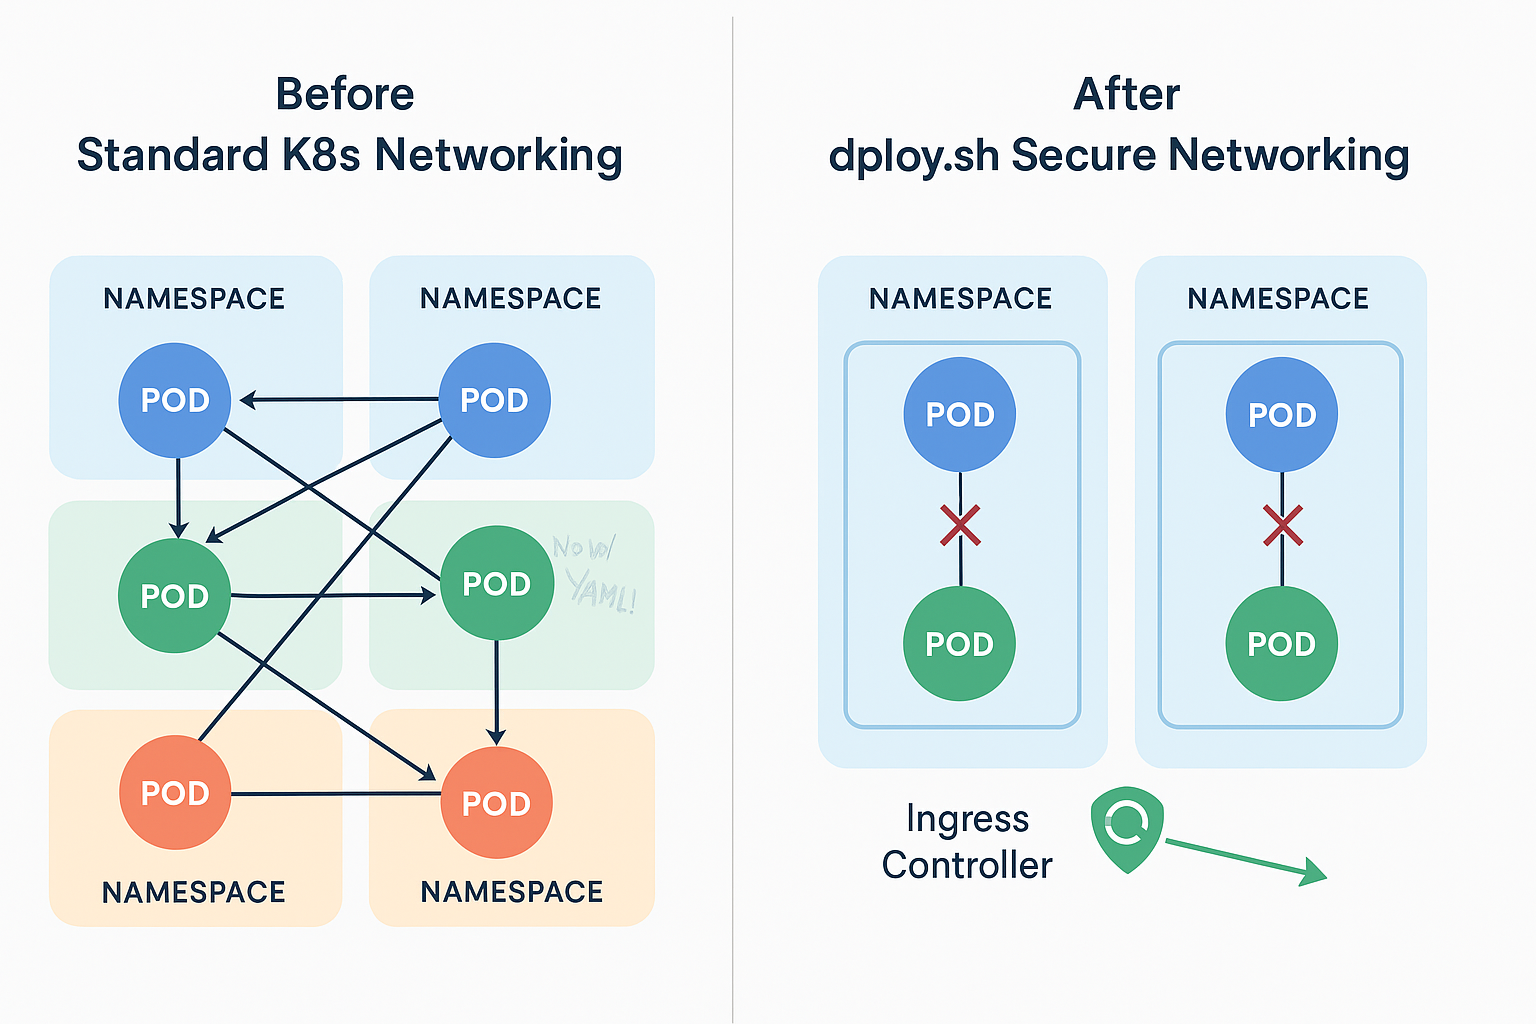 Before
Standard K8s Networking
NAMESPACE
NAMESPACE
POD
POD
POD
POD
YAML!
POD
POD
NAMESPACE
NAMESPACE
After
dploy.sh Secure Networking
NAMESPACE
NAMESPACE
POD
POD
POD
POD
Ingress
Controller